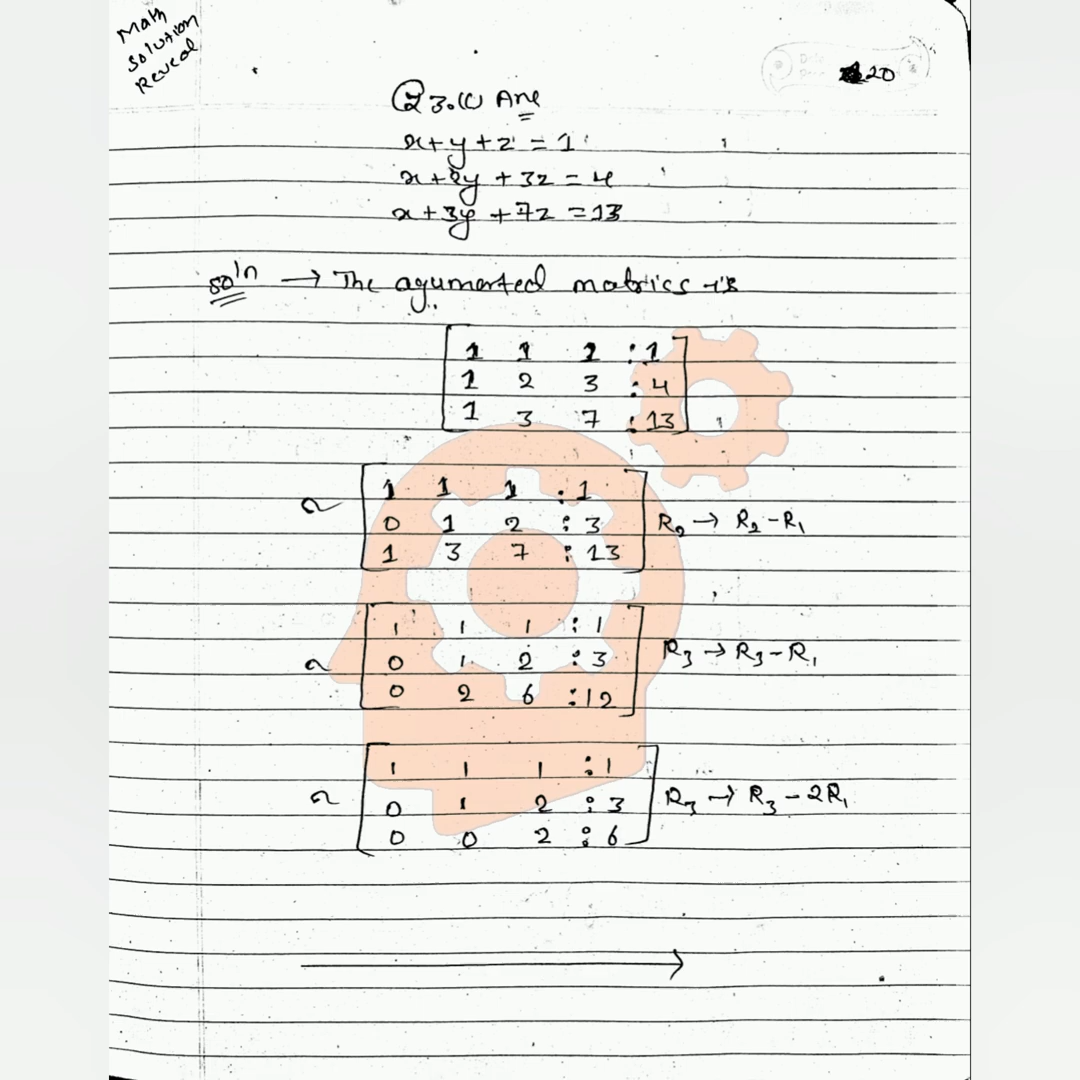 Math
Solution
Reveal
20
Q 3.(c) Ans
x + y + z = 1
x + 2y + 3z = 4
x + 3y + 7z = 13
sol'n → The agumented matrics is
[ 1 1 1 : 1
1 2 3 : 4
1 3 7 : 13 ]
~ [ 1 1 1 : 1
0 1 2 : 3
1 3 7 : 13 ] R₂ → R₂ - R₁
~ [ 1 1 1 : 1
0 1 2 : 3
0 2 6 : 12 ] R₃ → R₃ - R₁
~ [ 1 1 1 : 1
0 1 2 : 3
0 0 2 : 6 ] R₃ → R₃ - 2R₁